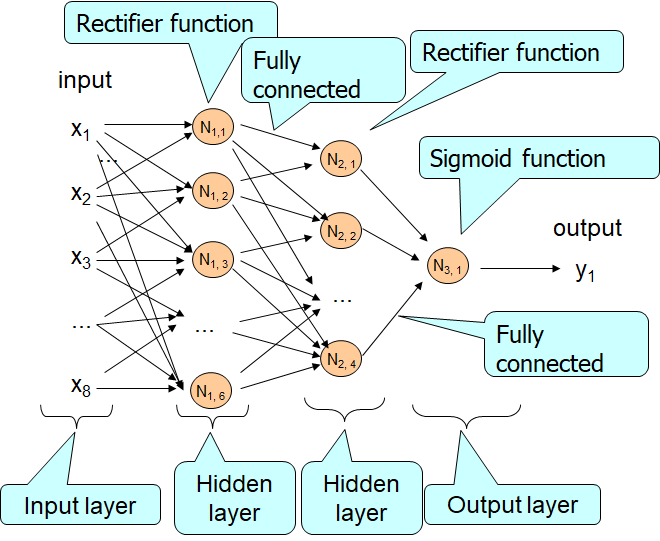 Rectifier function
Rectifier function
Fully
connected
input
x1
...
x2
x3
...
x8
N1,1
N1, 2
N1, 3
...
N1, 6
N2, 1
N2, 2
...
N2, 4
Sigmoid function
N3, 1
output
y1
Fully
connected
Input layer
Hidden
layer
Hidden
layer
Output layer